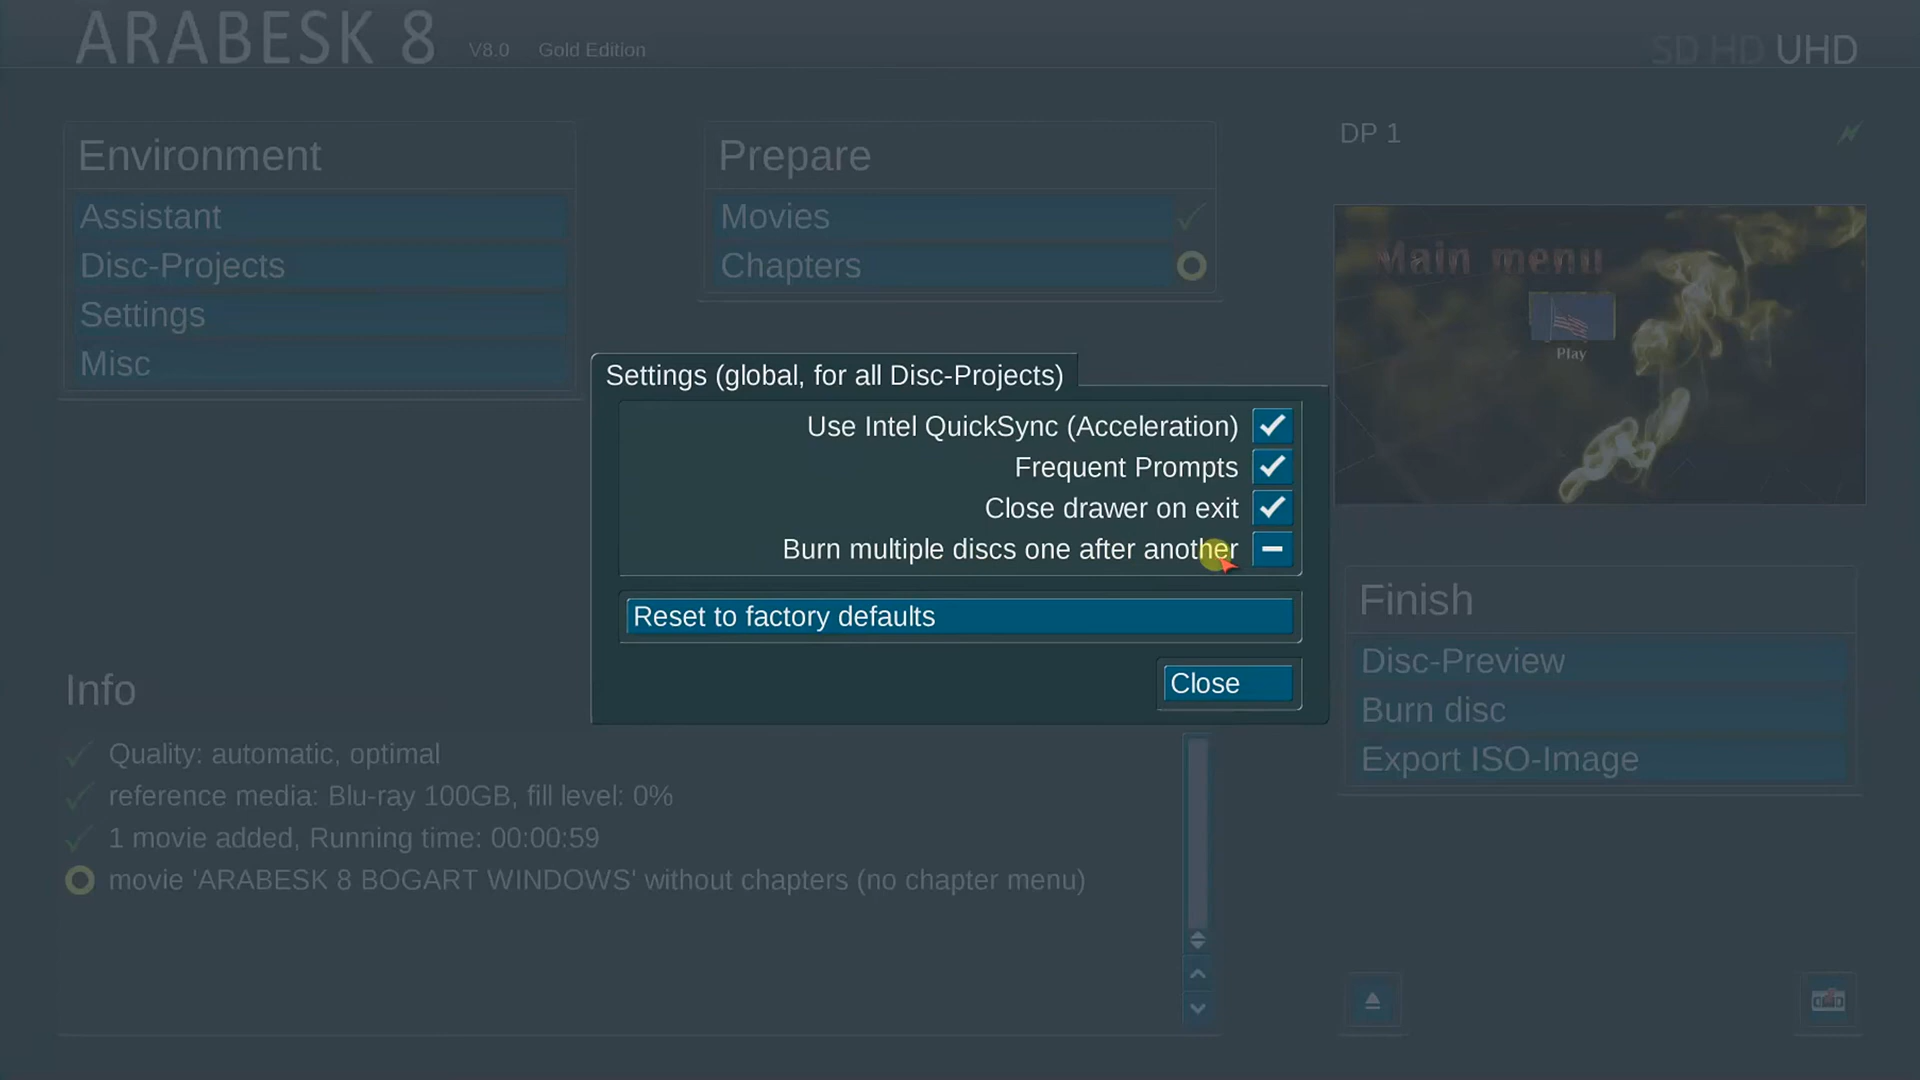 ARABESK 8 V8.0 Gold Edition
SD HD UHD
Environment
Assistant
Disc-Projects
Settings
Misc
Prepare
Movies
Chapters
DP 1
Main menu
Play
Settings (global, for all Disc-Projects)
Use Intel QuickSync (Acceleration)
Frequent Prompts
Close drawer on exit
Burn multiple discs one after another
Reset to factory defaults
Close
Info
Quality: automatic, optimal
reference media: Blu-ray 100GB, fill level: 0%
1 movie added, Running time: 00:00:59
movie 'ARABESK 8 BOGART WINDOWS' without chapters (no chapter menu)
Finish
Disc-Preview
Burn disc
Export ISO-Image